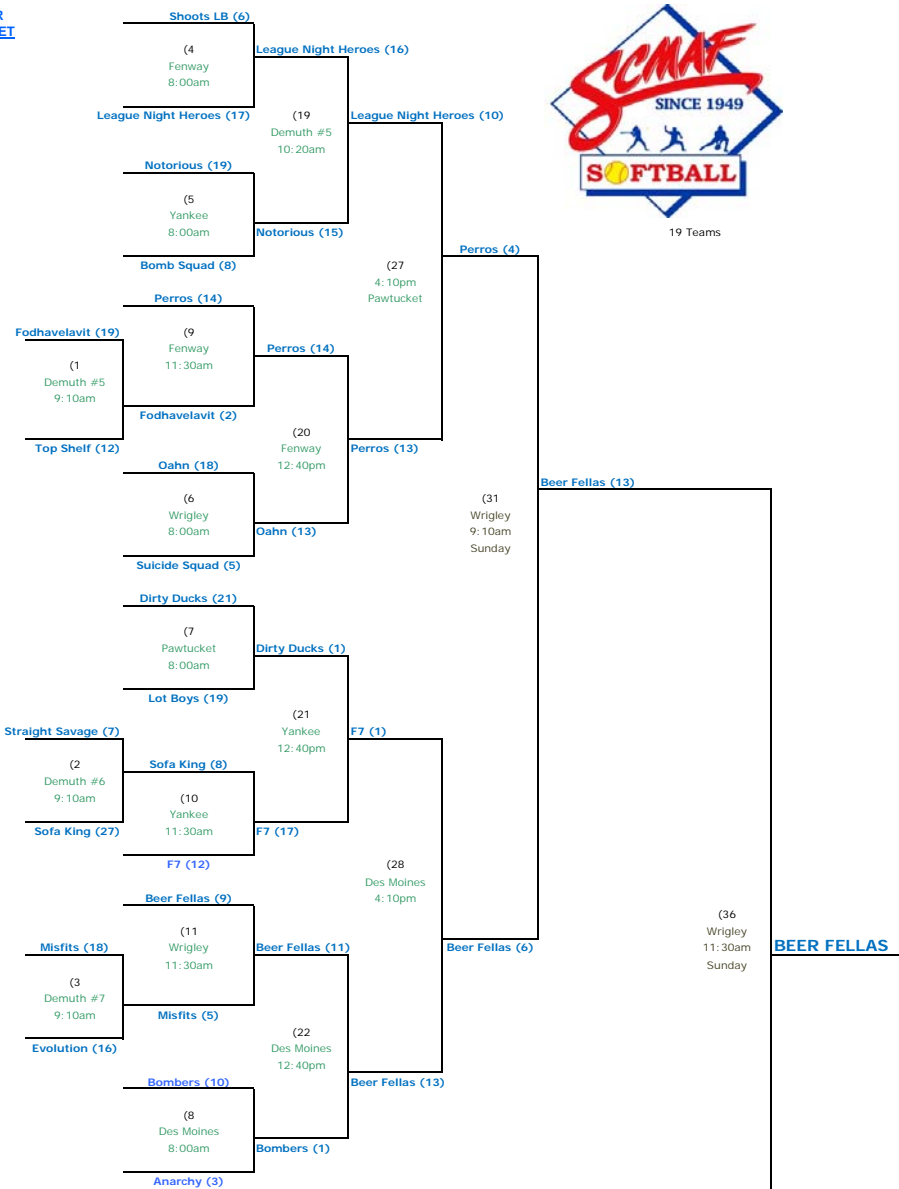 R
ET
Shoots LB (6)
(4
Fenway
8:00am
League Night Heroes (17)
League Night Heroes (16)
(19
Demuth #5
10:20am
League Night Heroes (10)
Notorious (19)
(5
Yankee
8:00am
Bomb Squad (8)
Notorious (15)
SCMAF
SINCE 1949
SOFTBALL
19 Teams
(27
4:10pm
Pawtucket
Perros (4)
Perros (14)
(9
Fenway
11:30am
Fodhavelavit (2)
Fodhavelavit (19)
(1
Demuth #5
9:10am
Top Shelf (12)
Perros (14)
(20
Fenway
12:40pm
Perros (13)
Oahn (18)
(6
Wrigley
8:00am
Suicide Squad (5)
Oahn (13)
(31
Wrigley
9:10am
Sunday
Beer Fellas (13)
Dirty Ducks (21)
(7
Pawtucket
8:00am
Lot Boys (19)
Dirty Ducks (1)
(21
Yankee
12:40pm
F7 (1)
Straight Savage (7)
(2
Demuth #6
9:10am
Sofa King (27)
Sofa King (8)
(10
Yankee
11:30am
F7 (12)
F7 (17)
(28
Des Moines
4:10pm
Beer Fellas (6)
Beer Fellas (9)
(11
Wrigley
11:30am
Misfits (5)
Misfits (18)
(3
Demuth #7
9:10am
Evolution (16)
Beer Fellas (11)
(22
Des Moines
12:40pm
Beer Fellas (13)
Bombers (10)
(8
Des Moines
8:00am
Anarchy (3)
Bombers (1)
(36
Wrigley
11:30am
Sunday
BEER FELLAS